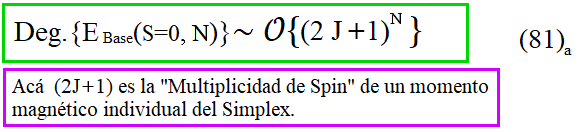 Deg.{E Base(S=0, N)}~ O{(2 J+1)^N }
(81)a
Acá (2J+1) es la "Multiplicidad de Spin" de un momento
magnético individual del Simplex.